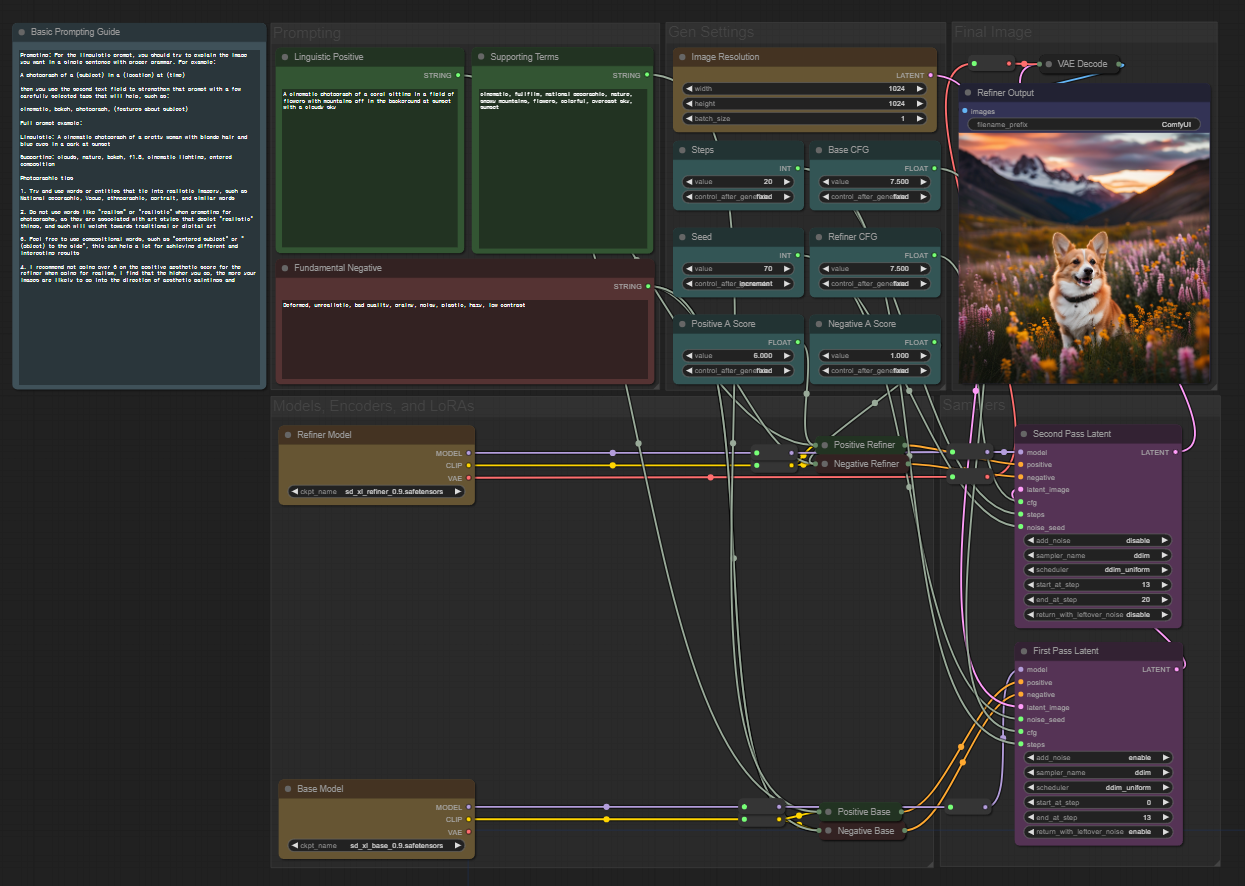 Basic Prompting Guide
Prompting: For the linguistic prompt, you should try to explain the image
you want in a single sentence with proper grammar. For example:
A photograph of a (subject) in a (location) at (time)
then you use the second text field to strengthen that prompt with a few
carefully selected tags that will help, such as:
cinematic, bokeh, photograph, (features about subject)
Full prompt example:
Linguistic: A cinematic photograph of a pretty woman with blonde hair and
blue eyes in a park at sunset
Supporting: clouds, nature, bokeh, f1.8, cinematic lighting, centered
composition
Photographic tips
1. Try and use words or entities that tie into realistic imagery, such as
National geographic, Vogue, ethnographic, portrait, and similar words
2. Do not use words like "realism" or "realistic" when prompting for
photographs, as they are associated with art styles that depict "realistic"
things, and such will weight towards traditional or digital art
3. Feel free to use compositional words, such as "centered subject" or "
(object) to the side", this can help a lot for achieving different and
interesting results
4. I recommend not going over 6 on the positive aesthetic score for the
refiner when going for realism, I find that the higher you go, the more your
images are likely to go into the direction of aesthetic paintings and
Prompting
Linguistic Positive
STRING
A cinematic photograph of a corgi sitting in a field of
flowers with mountains off in the background at sunset
with a cloudy sky
Supporting Terms
STRING
cinematic, fujifilm, national geographic, nature,
snowy mountains, flowers, colorful, overcast sky,
sunset
Fundamental Negative
STRING
Deformed, unrealistic, bad quality, grainy, noisy, plastic, hazy, low contrast
Gen Settings
Image Resolution
LATENT
width 1024
height 1024
batch_size 1
Steps
INT
value 20
control_after_gene fixed
Base CFG
FLOAT
value 7.500
control_after_gene fixed
Seed
INT
value 70
control_after_ increment
Refiner CFG
FLOAT
value 7.500
control_after_gene fixed
Positive A Score
FLOAT
value 6.000
control_after_gene fixed
Negative A Score
FLOAT
value 1.000
control_after_gene fixed
Final Image
VAE Decode
Refiner Output
images
filename_prefix ComfyUI
Models, Encoders, and LoRAs
Refiner Model
MODEL
CLIP
VAE
ckpt_name sd_xl_refiner_0.9.safetensors
Positive Refiner
Negative Refiner
Base Model
MODEL
CLIP
VAE
ckpt_name sd_xl_base_0.9.safetensors
Positive Base
Negative Base
Samplers
Second Pass Latent
model LATENT
positive
negative
latent_image
cfg
steps
noise_seed
add_noise disable
sampler_name ddim
scheduler ddim_uniform
start_at_step 13
end_at_step 20
return_with_leftover_noise disable
First Pass Latent
model LATENT
positive
negative
latent_image
noise_seed
cfg
steps
add_noise enable
sampler_name ddim
scheduler ddim_uniform
start_at_step 0
end_at_step 13
return_with_leftover_noise enable